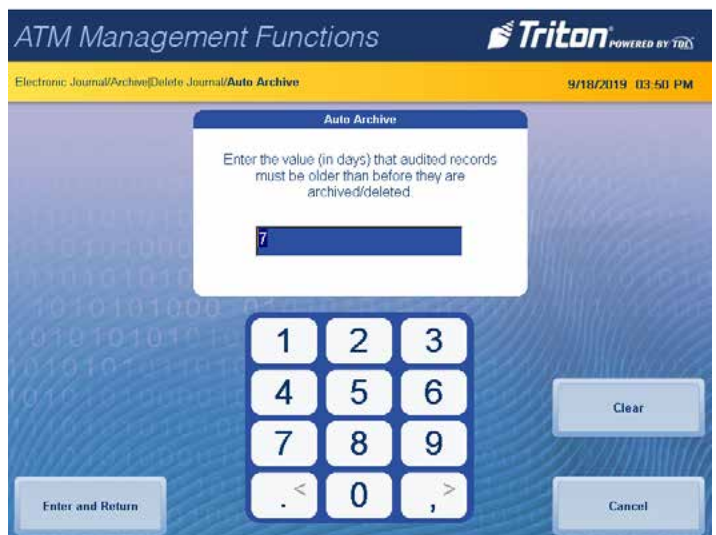 ATM Management Functions
Triton POWERED BY TDL
Electronic Journal/Archive|Delete Journal/Auto Archive
9/18/2019 03:50 PM
Auto Archive
Enter the value (in days) that audited records
must be older than before they are
archived/deleted.
7
1 2 3
4 5 6
7 8 9
. < 0 , >
Clear
Enter and Return
Cancel